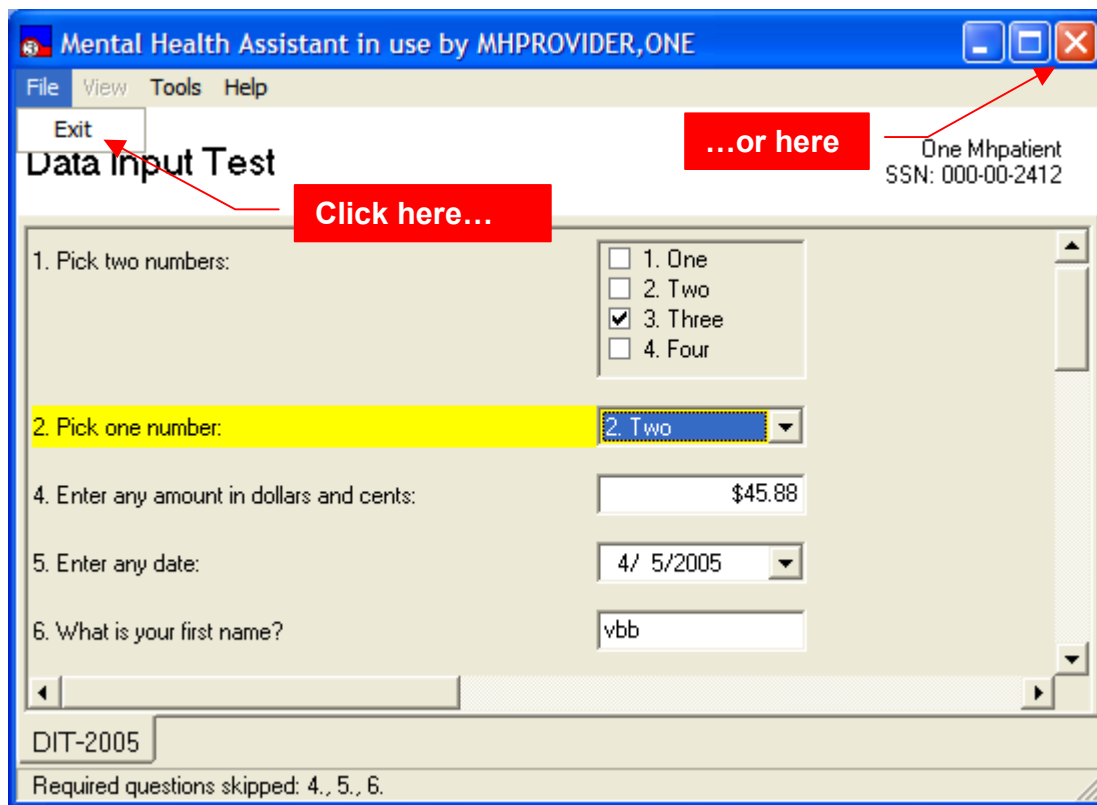 Mental Health Assistant in use by MHPROVIDER,ONE
File View Tools Help
Exit
…or here
Data Input Test
One Mhpatient
SSN: 000-00-2412
Click here…
1. Pick two numbers:
1. One
2. Two
3. Three
4. Four
2. Pick one number:
2. Two
4. Enter any amount in dollars and cents:
$45.88
5. Enter any date:
4/ 5/2005
6. What is your first name?
vbb
DIT-2005
Required questions skipped: 4., 5., 6.